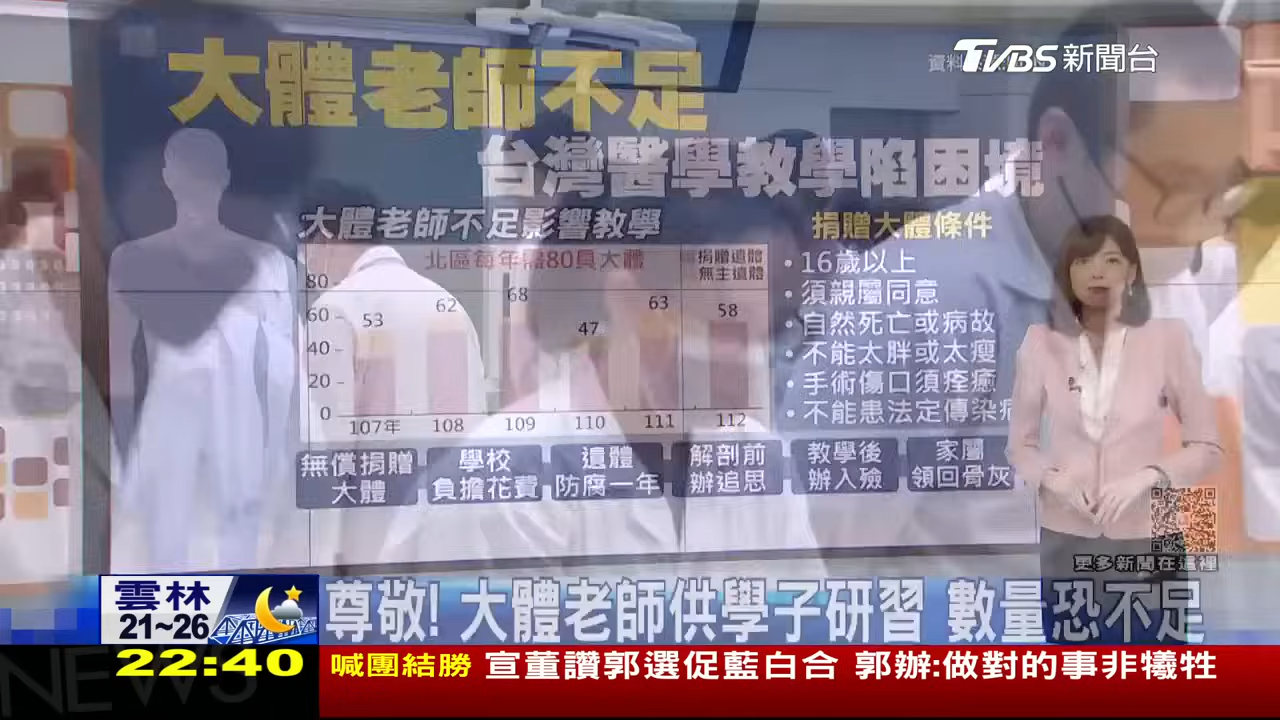 大體老師不足
TVBS新聞台
台灣醫學教學陷困境
大體老師不足影響教學
北區每年需80具大體
捐贈遺體
無主遺體
80
60
40
20
0
53
62
68
47
63
58
107年
108
109
110
111
112
捐贈大體條件
•16歲以上
•須親屬同意
•自然死亡或病故
•不能太胖或太瘦
•手術傷口須痊癒
•不能患法定傳染病
無償捐贈
大體
學校
負擔花費
遺體
防腐一年
解剖前
辦追思
教學後
辦入殮
家屬
領回骨灰
更多新聞在這裡
雲林
21~26
尊敬! 大體老師供學子研習 數量恐不足
22:40
喊團結勝 宣董讚郭選促藍白合 郭辦:做對的事非犧牲
NEWS